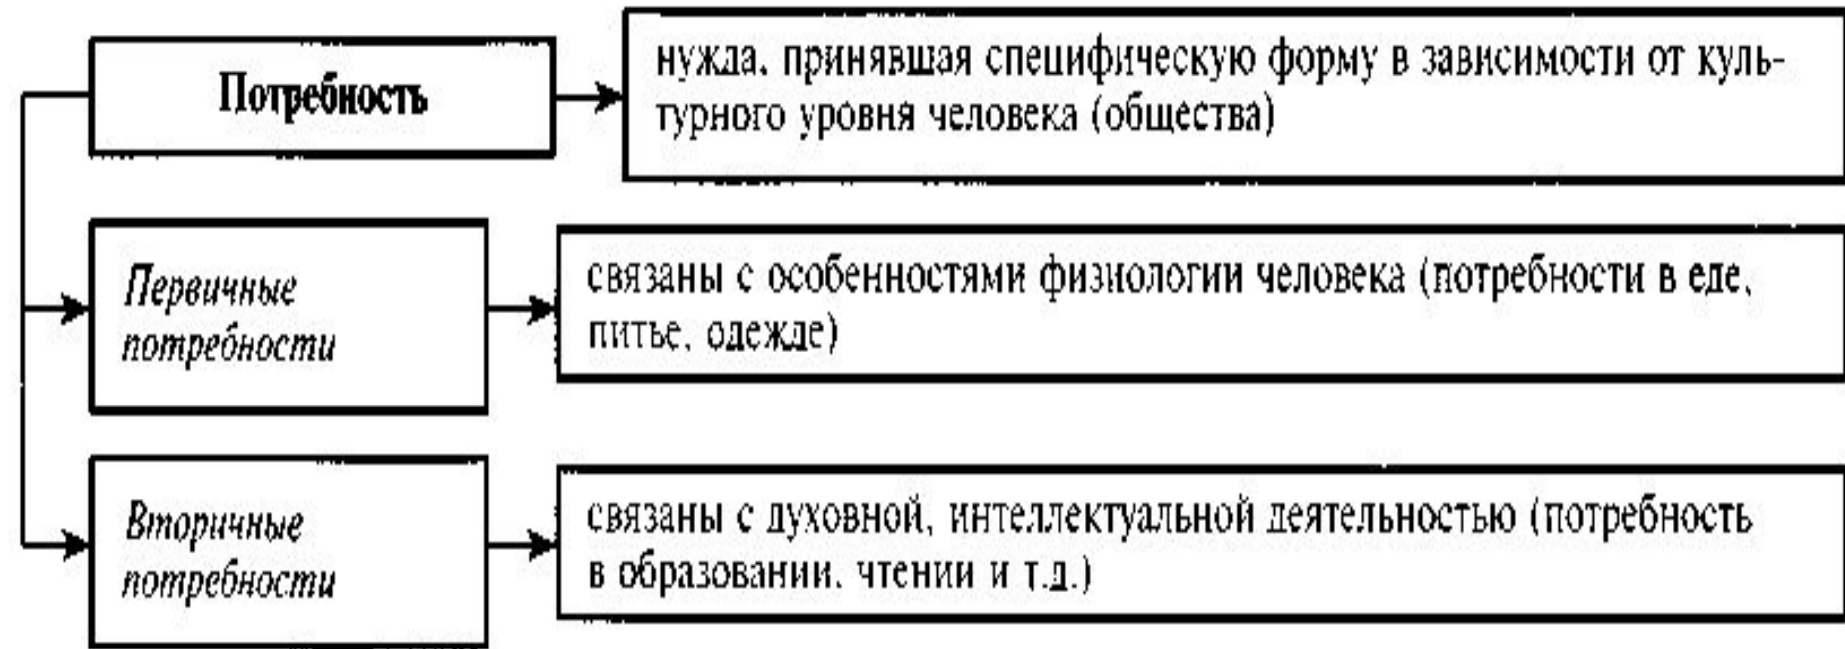 Потребность
нужда, принявшая специфическую форму в зависимости от куль-
турного уровня человека (общества)
Первичные
потребности
связаны с особенностями физиологии человека (потребности в еде,
питье, одежде)
Вторичные
потребности
связаны с духовной, интеллектуальной деятельностью (потребность
в образовании, чтении и т.д.)